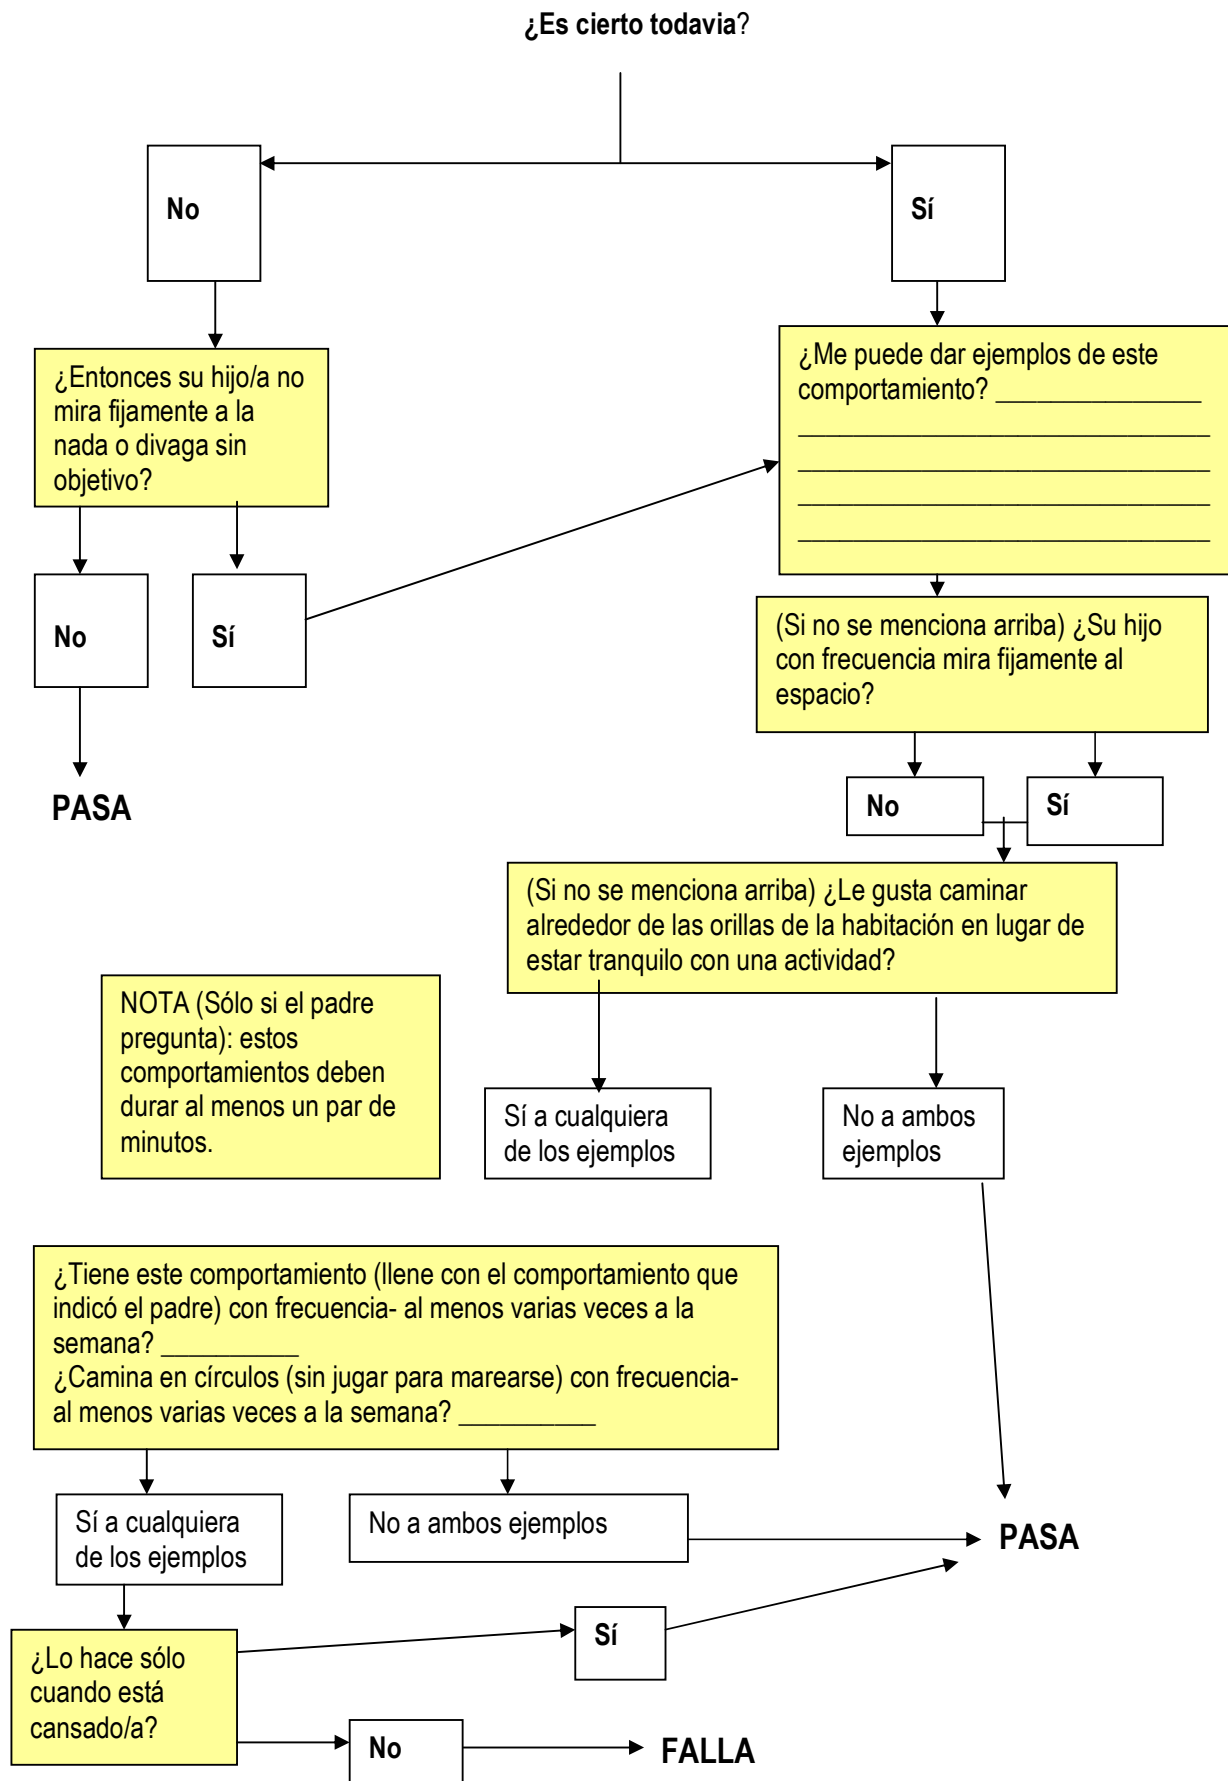 ¿Es cierto todavia?
No
Sí
¿Entonces su hijo/a no
mira fijamente a la
nada o divaga sin
objetivo?
¿Me puede dar ejemplos de este
comportamiento? _______________
______________________________
______________________________
______________________________
______________________________
No
Sí
(Si no se menciona arriba) ¿Su hijo
con frecuencia mira fijamente al
espacio?
PASA
No
Sí
(Si no se menciona arriba) ¿Le gusta caminar
alrededor de las orillas de la habitación en lugar de
estar tranquilo con una actividad?
NOTA (Sólo si el padre
pregunta): estos
comportamientos deben
durar al menos un par de
minutos.
Sí a cualquiera
de los ejemplos
No a ambos
ejemplos
¿Tiene este comportamiento (llene con el comportamiento que
indicó el padre) con frecuencia- al menos varias veces a la
semana? __________
¿Camina en círculos (sin jugar para marearse) con frecuencia-
al menos varias veces a la semana? __________
Sí a cualquiera
de los ejemplos
No a ambos ejemplos
PASA
¿Lo hace sólo
cuando está
cansado/a?
Sí
No
FALLA